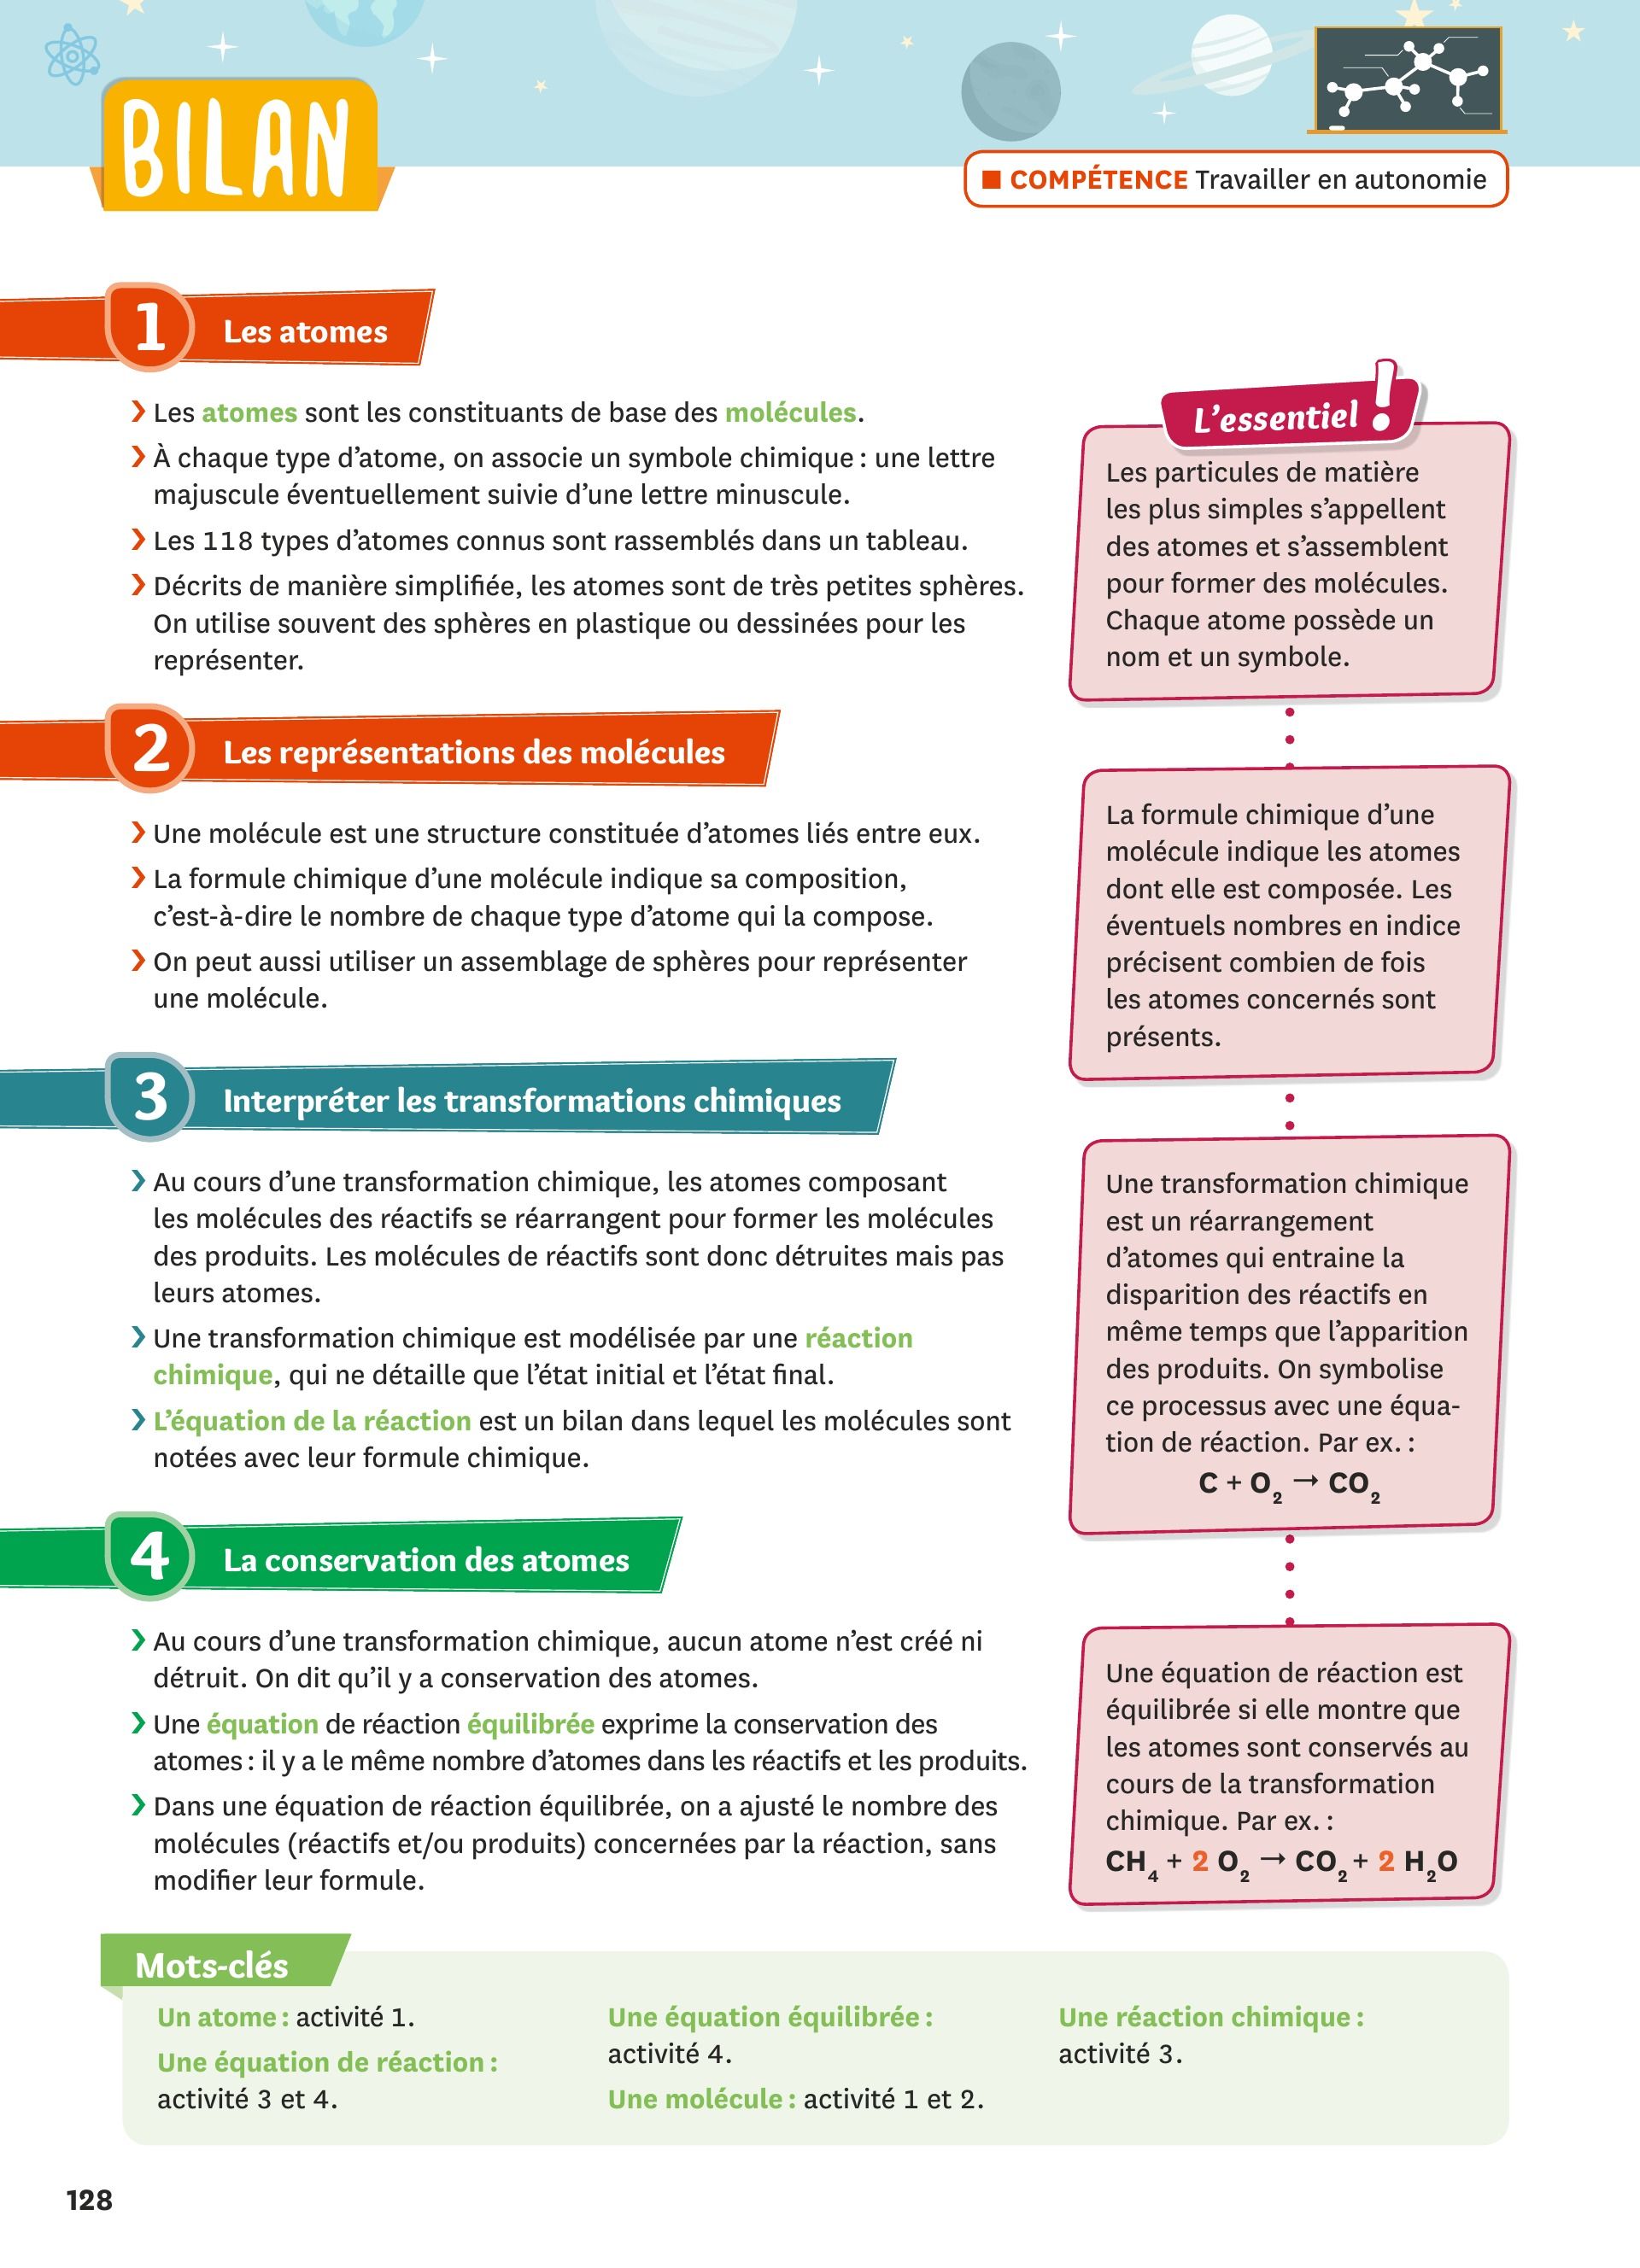 BILAN
■ COMPÉTENCE Travailler en autonomie
1 Les atomes
❯ Les atomes sont les constituants de base des molécules.
❯ À chaque type d’atome, on associe un symbole chimique : une lettre
majuscule éventuellement suivie d’une lettre minuscule.
❯ Les 118 types d’atomes connus sont rassemblés dans un tableau.
❯ Décrits de manière simplifiée, les atomes sont de très petites sphères.
On utilise souvent des sphères en plastique ou dessinées pour les
représenter.
L’essentiel !
Les particules de matière
les plus simples s’appellent
des atomes et s’assemblent
pour former des molécules.
Chaque atome possède un
nom et un symbole.
2 Les représentations des molécules
❯ Une molécule est une structure constituée d’atomes liés entre eux.
❯ La formule chimique d’une molécule indique sa composition,
c’est-à-dire le nombre de chaque type d’atome qui la compose.
❯ On peut aussi utiliser un assemblage de sphères pour représenter
une molécule.
La formule chimique d’une
molécule indique les atomes
dont elle est composée. Les
éventuels nombres en indice
précisent combien de fois
les atomes concernés sont
présents.
3 Interpréter les transformations chimiques
❯ Au cours d’une transformation chimique, les atomes composant
les molécules des réactifs se réarrangent pour former les molécules
des produits. Les molécules de réactifs sont donc détruites mais pas
leurs atomes.
❯ Une transformation chimique est modélisée par une réaction
chimique, qui ne détaille que l’état initial et l’état final.
❯ L’équation de la réaction est un bilan dans lequel les molécules sont
notées avec leur formule chimique.
Une transformation chimique
est un réarrangement
d’atomes qui entraine la
disparition des réactifs en
même temps que l’apparition
des produits. On symbolise
ce processus avec une équa-
tion de réaction. Par ex. :
C + O₂ → CO₂
4 La conservation des atomes
❯ Au cours d’une transformation chimique, aucun atome n’est créé ni
détruit. On dit qu’il y a conservation des atomes.
❯ Une équation de réaction équilibrée exprime la conservation des
atomes : il y a le même nombre d’atomes dans les réactifs et les produits.
❯ Dans une équation de réaction équilibrée, on a ajusté le nombre des
molécules (réactifs et/ou produits) concernées par la réaction, sans
modifier leur formule.
Une équation de réaction est
équilibrée si elle montre que
les atomes sont conservés au
cours de la transformation
chimique. Par ex. :
CH₄ + 2 O₂ → CO₂ + 2 H₂O
Mots-clés
Un atome : activité 1.
Une équation de réaction :
activité 3 et 4.
Une équation équilibrée :
activité 4.
Une molécule : activité 1 et 2.
Une réaction chimique :
activité 3.
128